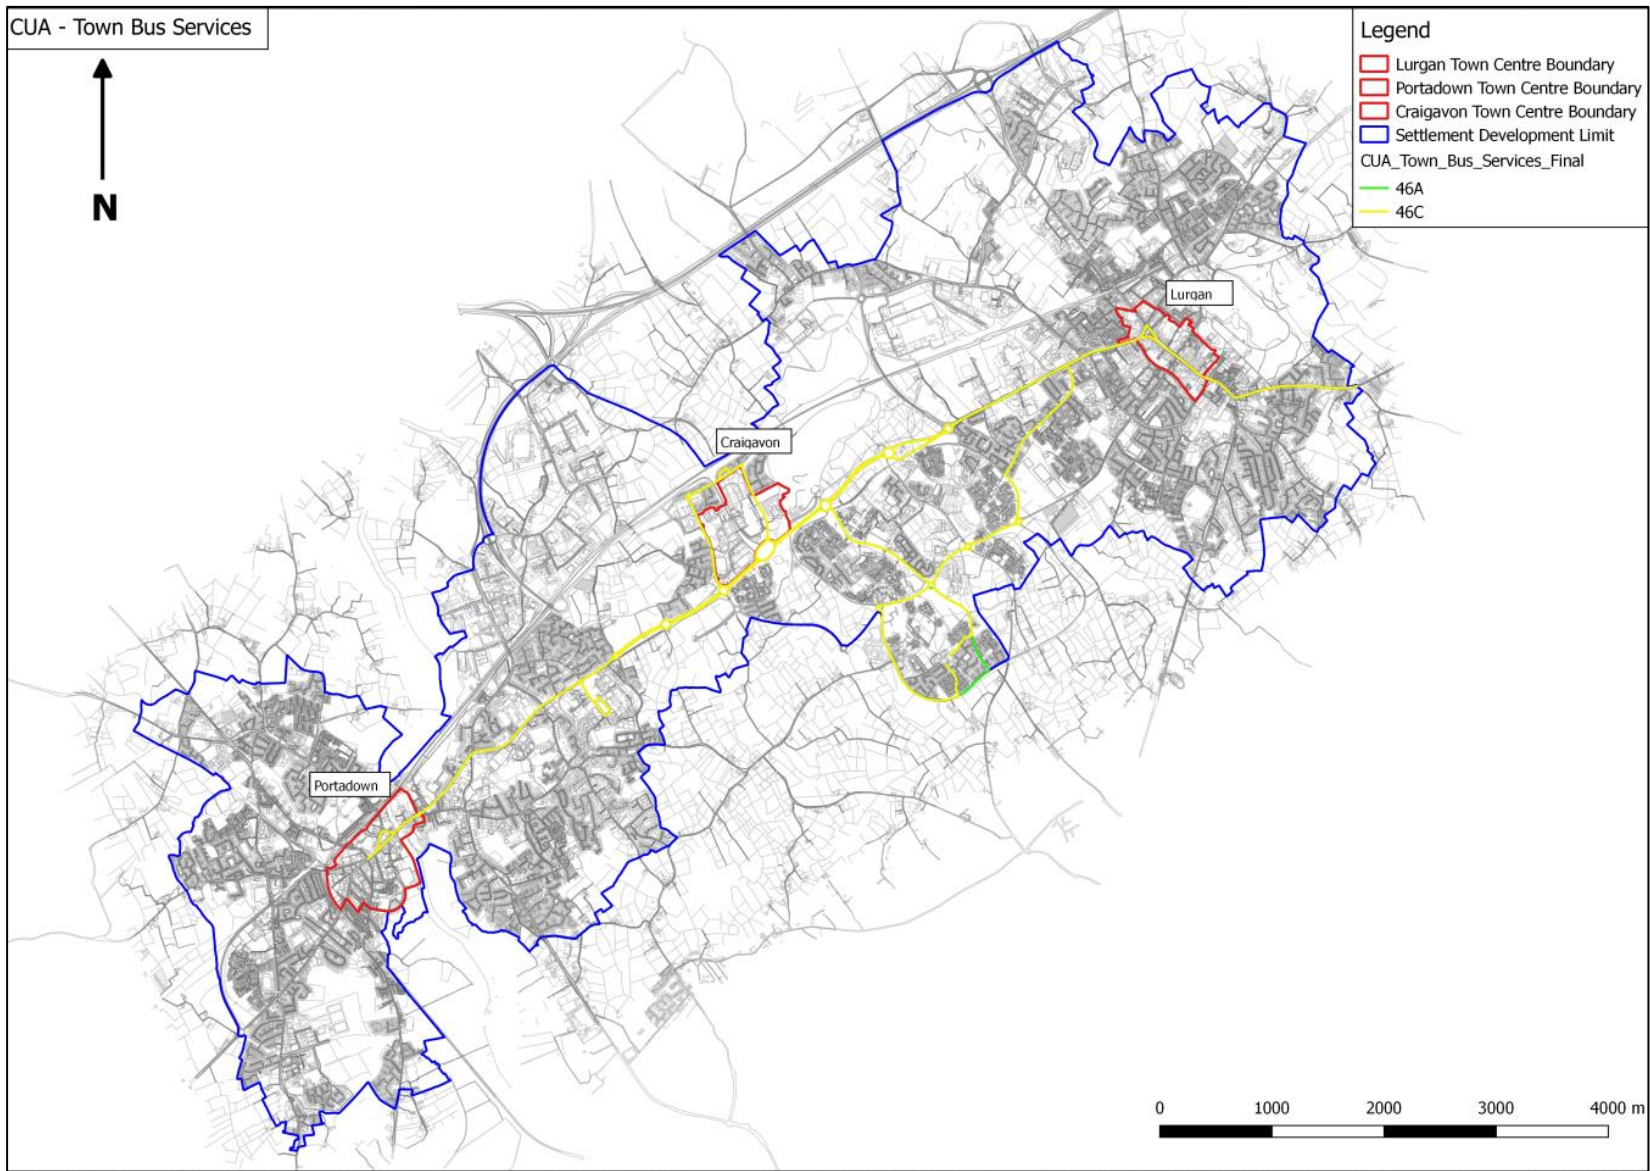 CUA - Town Bus Services
N
Legend
Lurgan Town Centre Boundary
Portadown Town Centre Boundary
Craigavon Town Centre Boundary
Settlement Development Limit
CUA_Town_Bus_Services_Final
46A
46C
Lurgan
Craigavon
Portadown
0 1000 2000 3000 4000 m